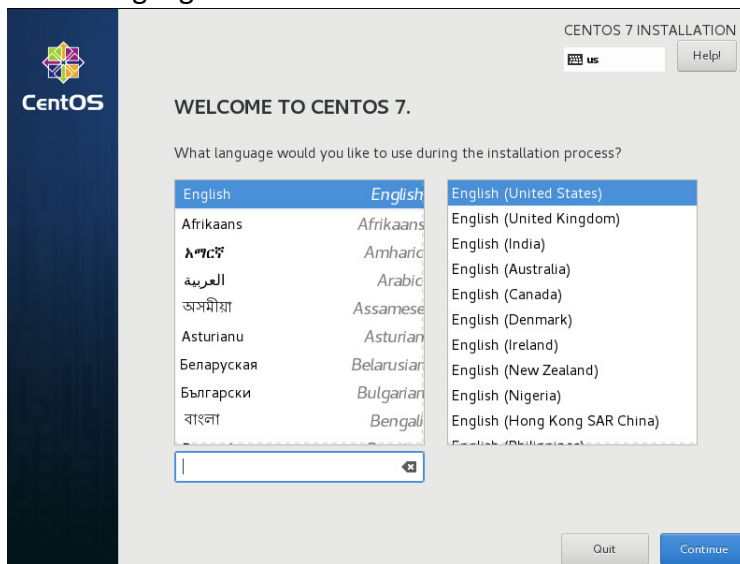 CENTOS 7 INSTALLATION
us
Help!
CentOS
WELCOME TO CENTOS 7.
What language would you like to use during the installation process?
English English
Afrikaans Afrikaans
አማርኛ Amharic
العربية Arabic
অসমীয়া Assamese
Asturianu Asturian
Беларуская Belarusian
Български Bulgarian
বাংলা Bengali
English (United States)
English (United Kingdom)
English (India)
English (Australia)
English (Canada)
English (Denmark)
English (Ireland)
English (New Zealand)
English (Nigeria)
English (Hong Kong SAR China)
English (Philippines)
Quit
Continue